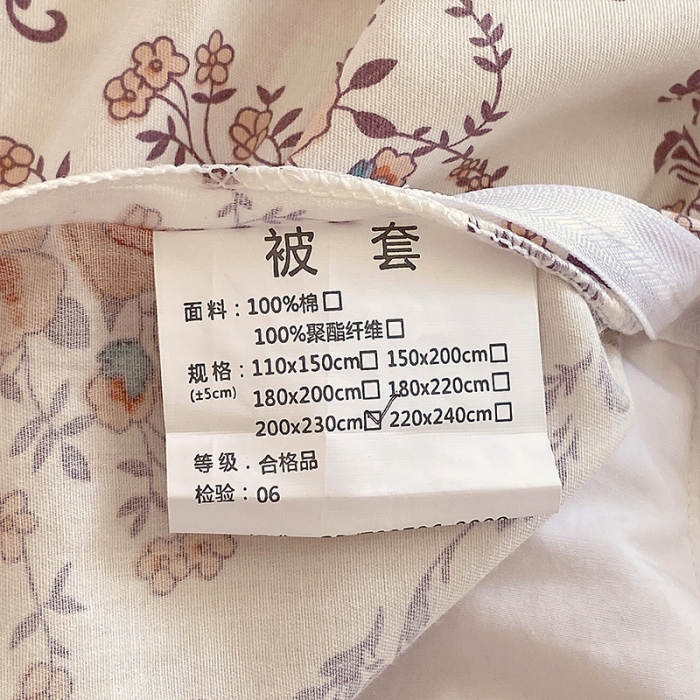 被 套
面料：100%棉□
100%聚酯纤维□
规格：110x150cm□ 150x200cm□
(±5cm) 180x200cm□ 180x220cm□
200x230cm☑ 220x240cm□
等级．合格品
检验：06